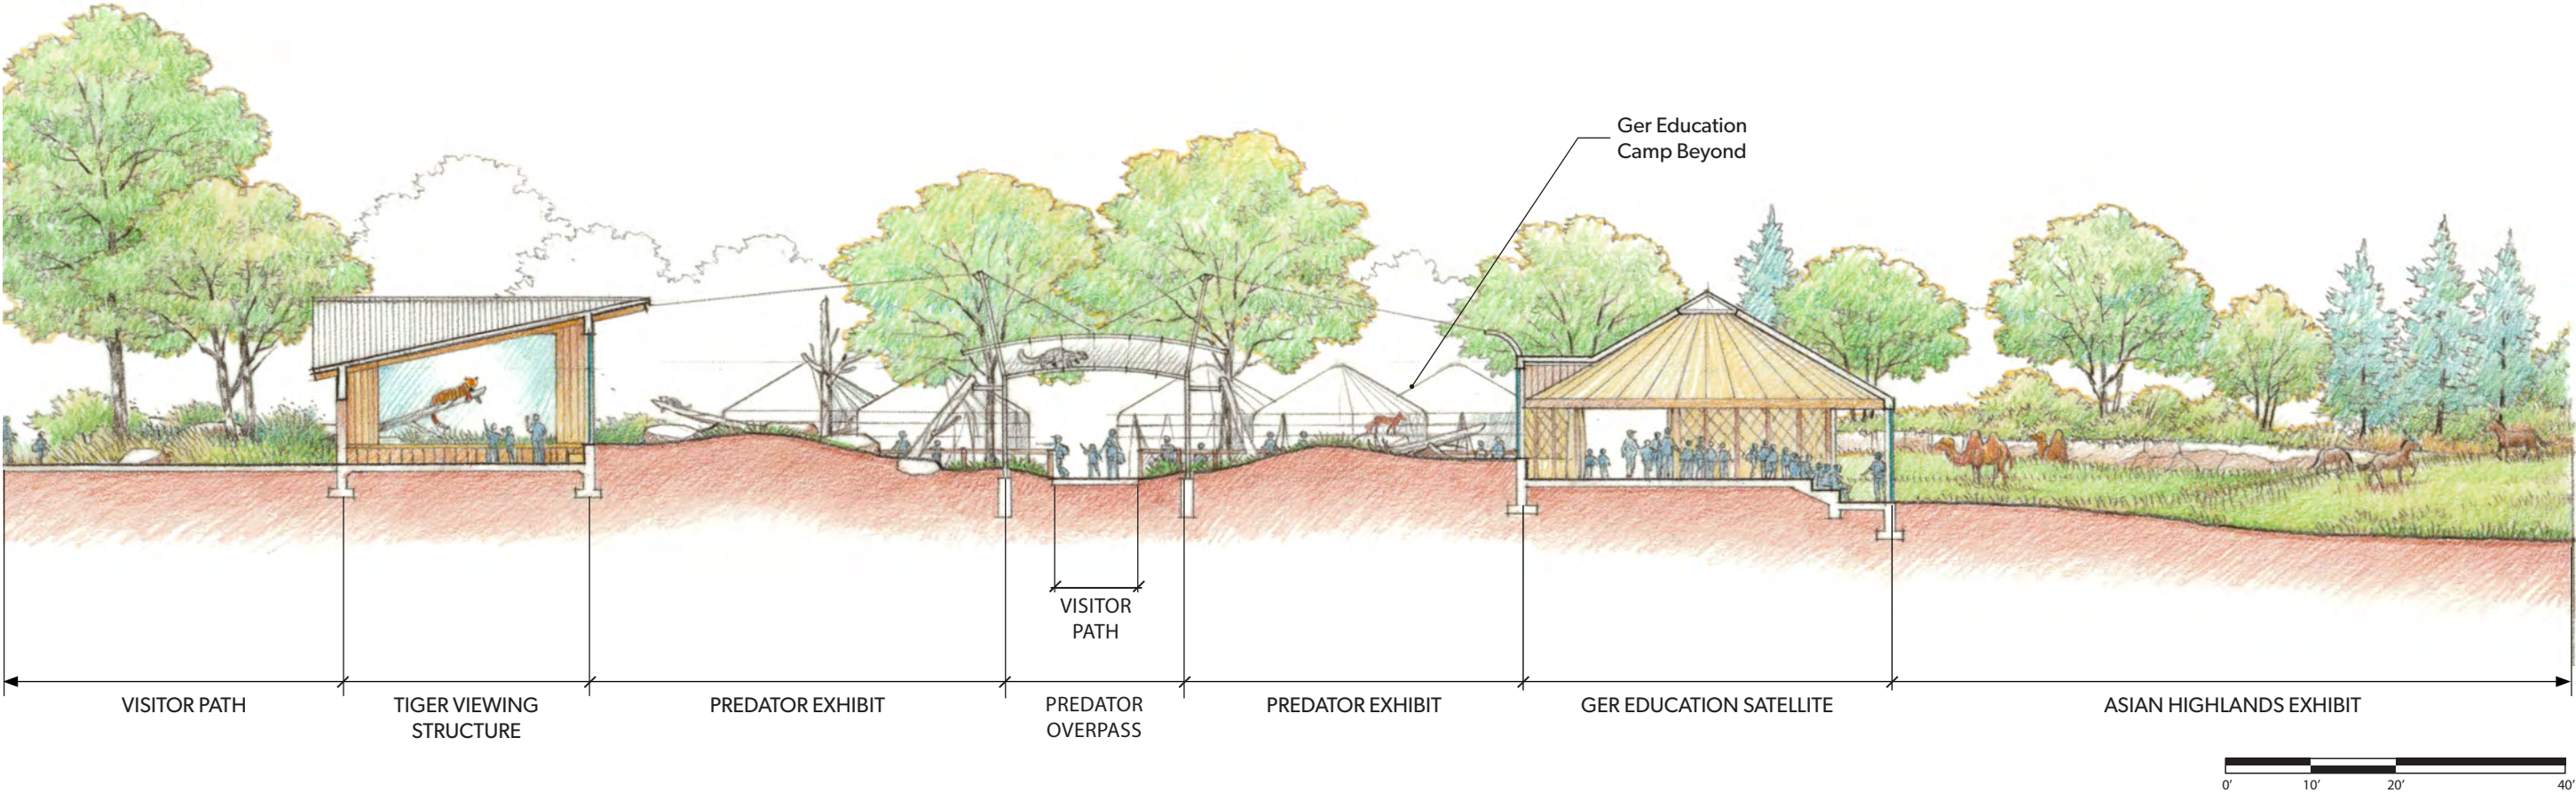 Ger Education
Camp Beyond
VISITOR
PATH
VISITOR PATH
TIGER VIEWING
STRUCTURE
PREDATOR EXHIBIT
PREDATOR
OVERPASS
PREDATOR EXHIBIT
GER EDUCATION SATELLITE
ASIAN HIGHLANDS EXHIBIT
0' 10' 20' 40'